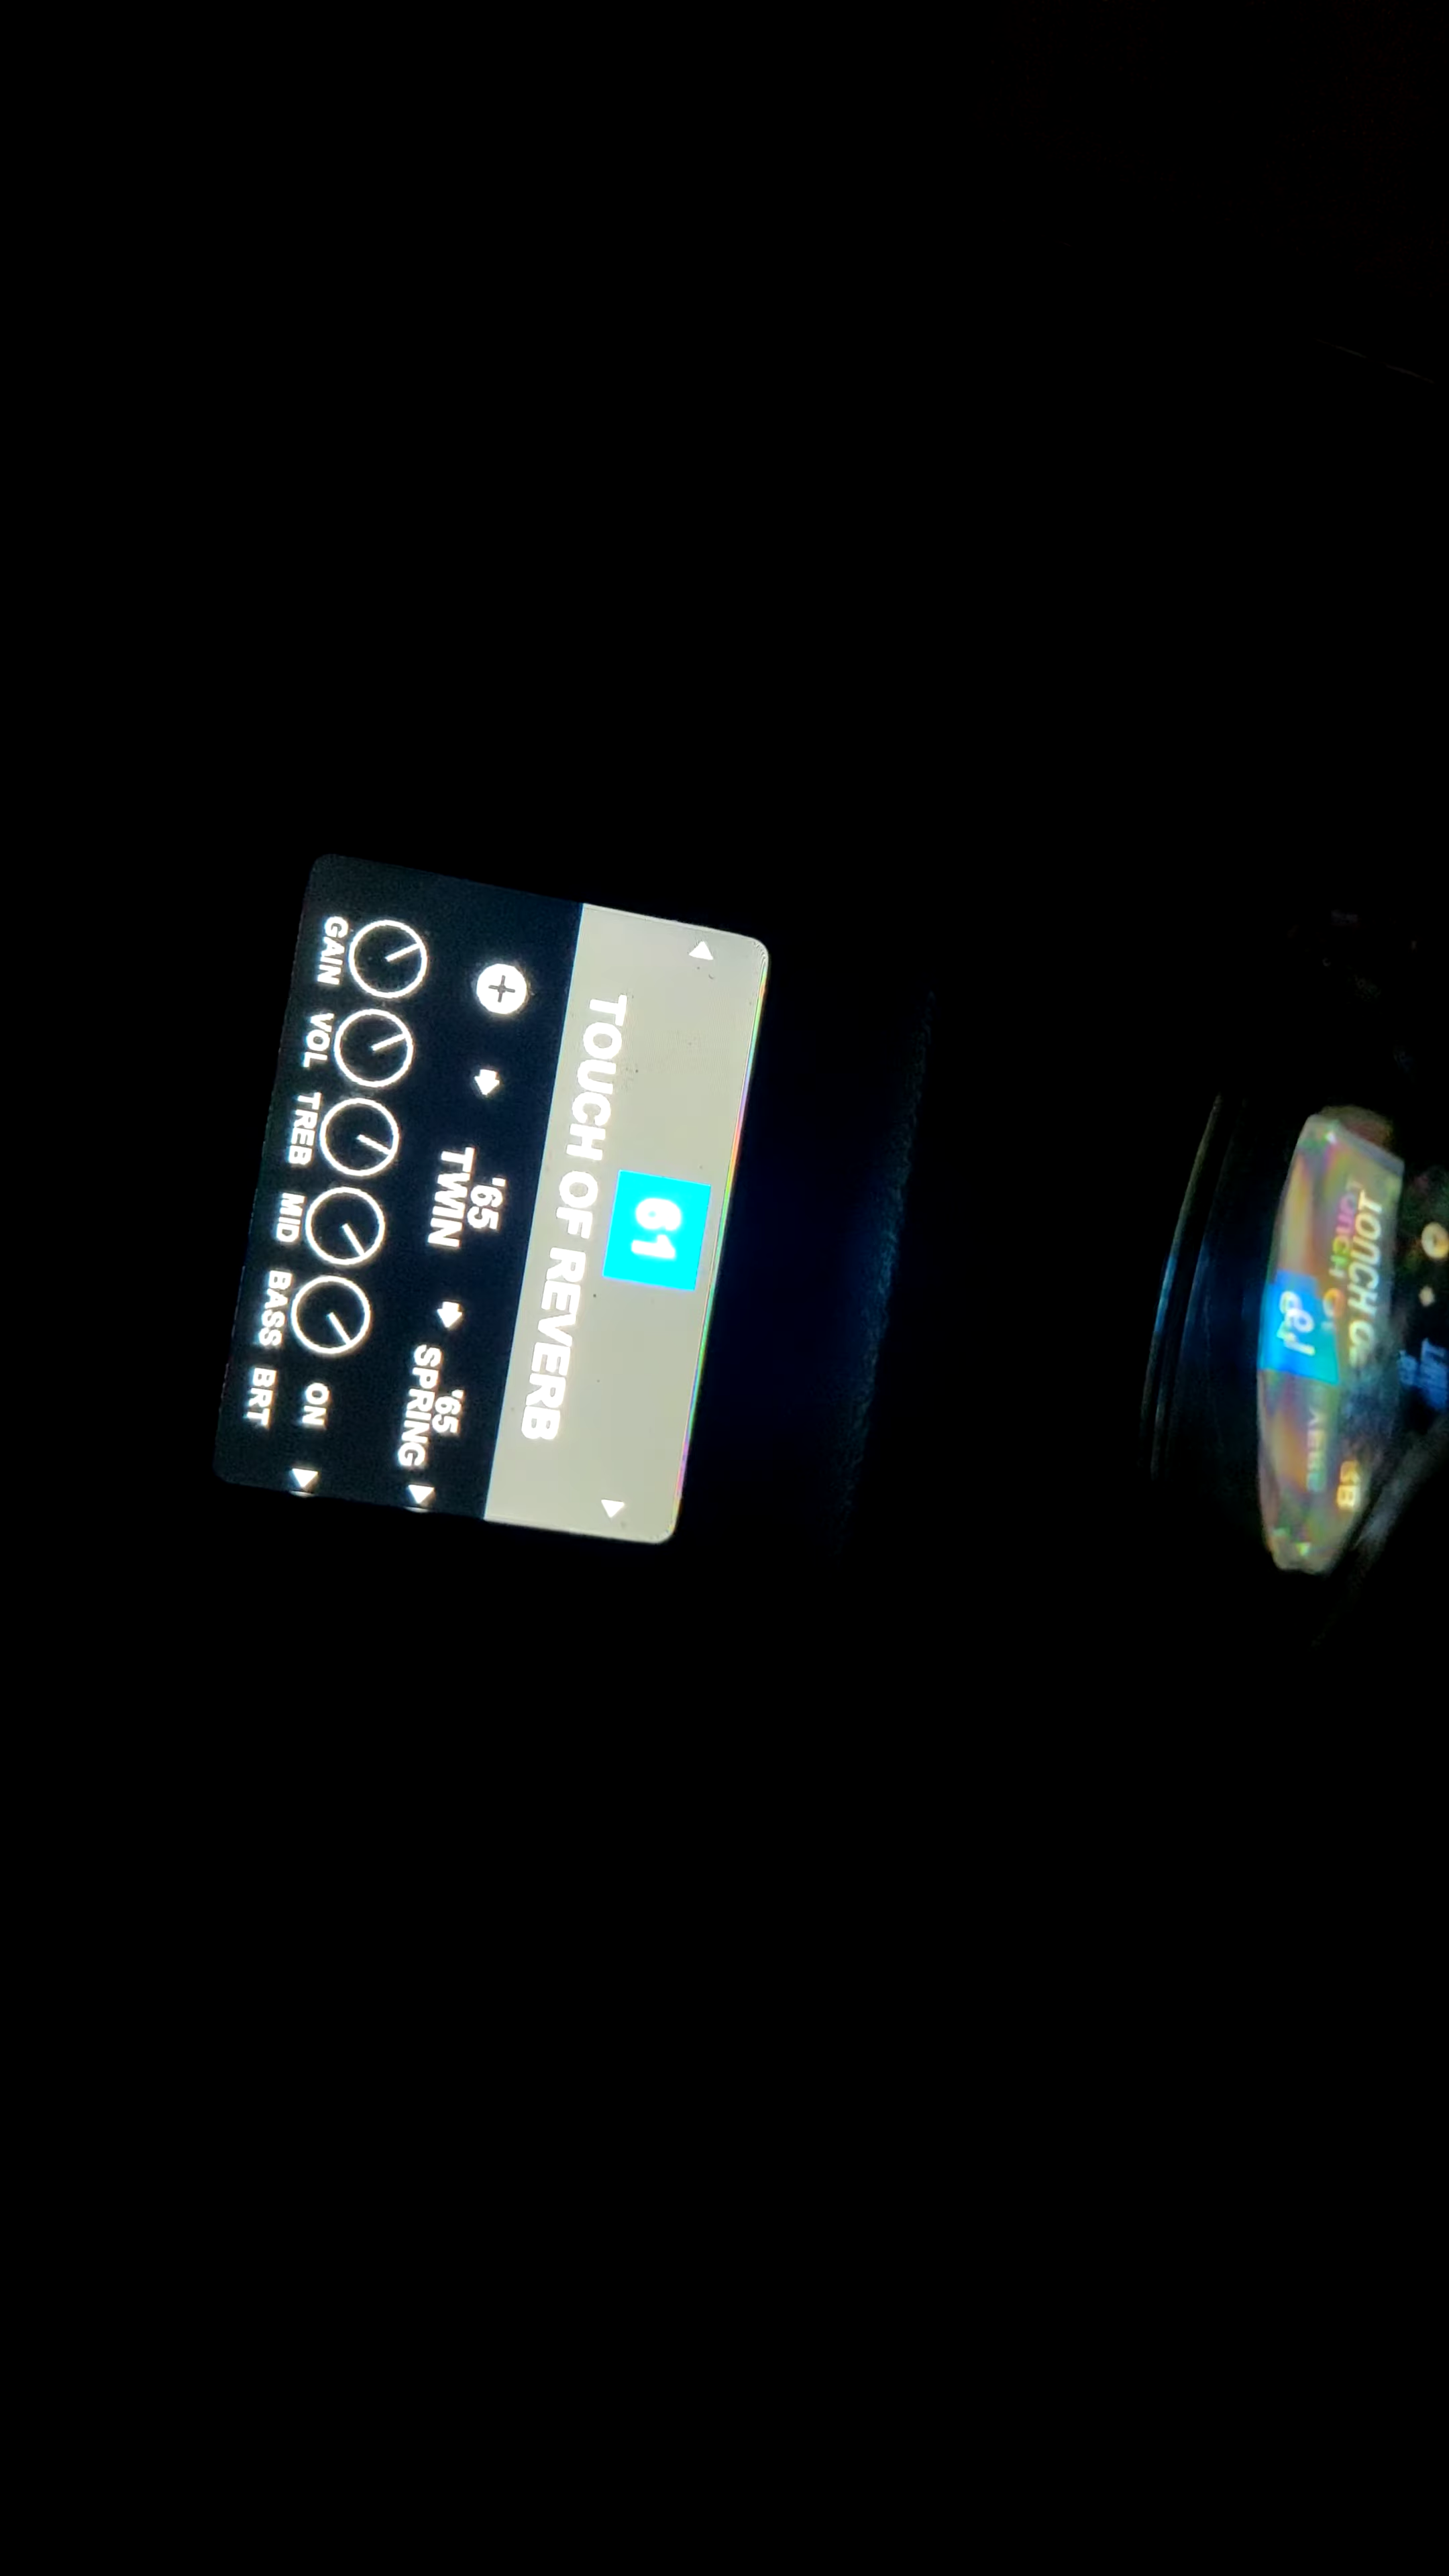 61
TOUCH OF REVERB
'65
TWIN
'65
SPRING
ON
GAIN VOL TREB MID BASS BRT